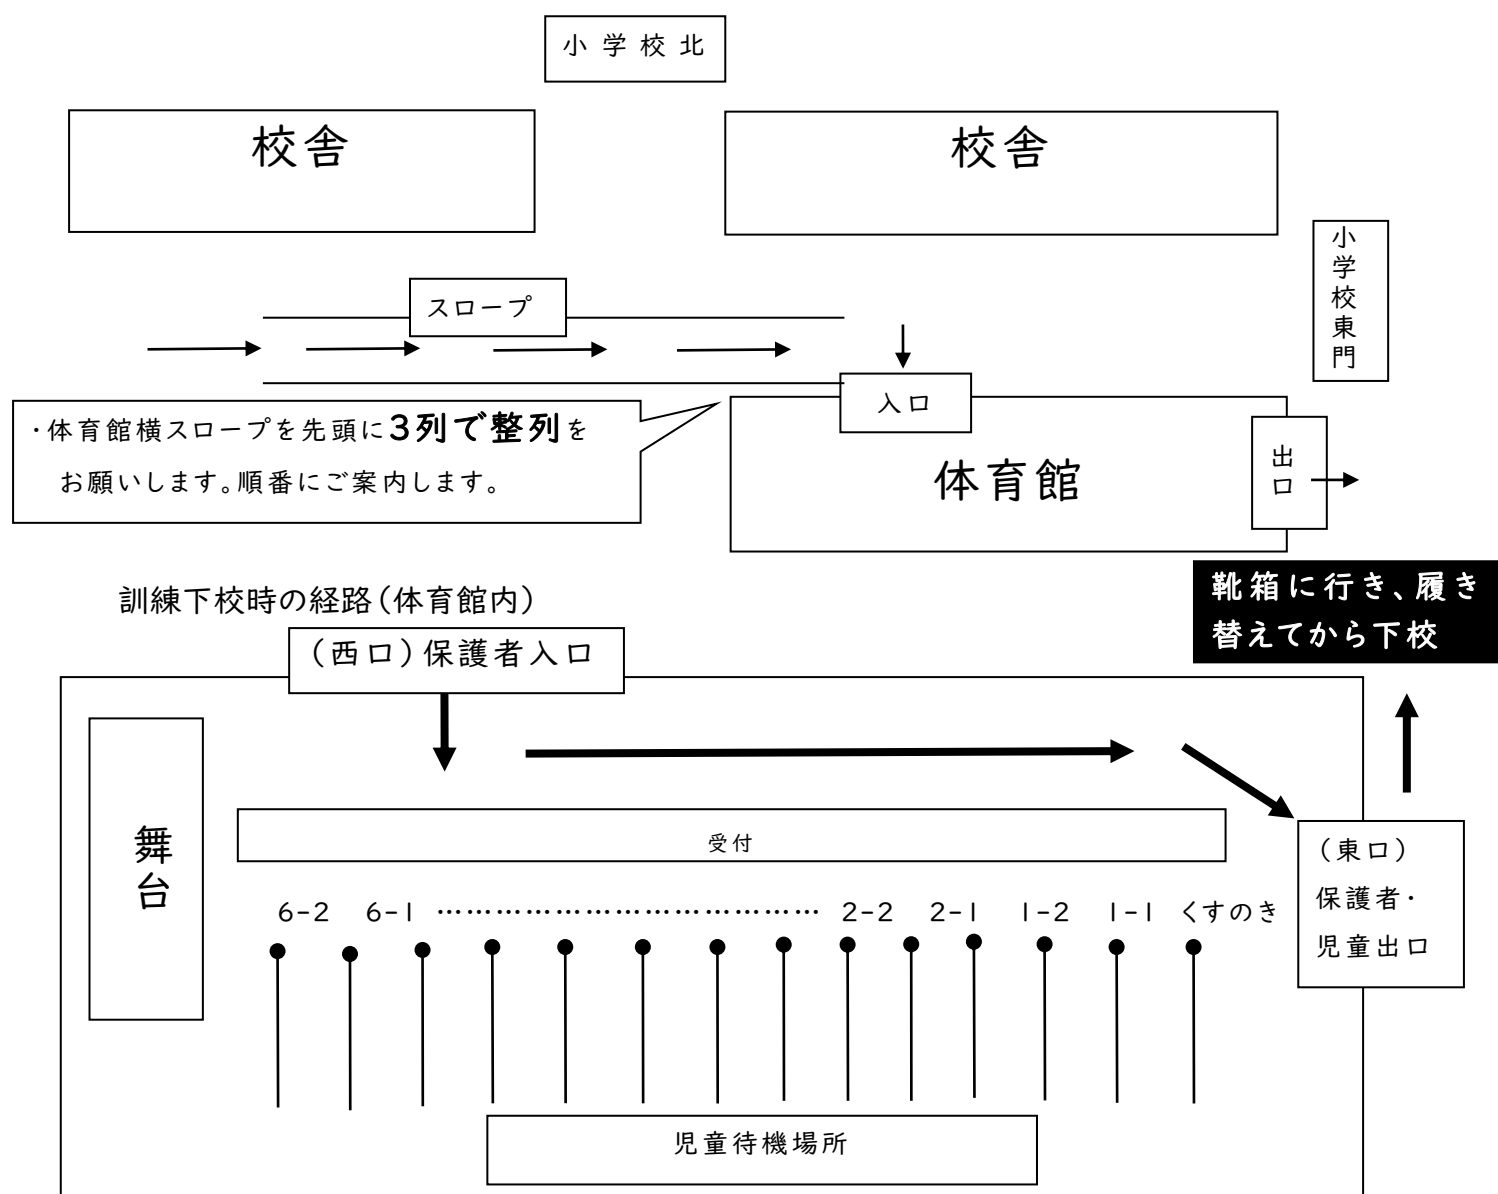 小学校北
校舎
校舎
小学校東門
スロープ
入口
・体育館横スロープを先頭に3列で整列を
お願いします。順番にご案内します。
体育館
出口
靴箱に行き、履き
替えてから下校
訓練下校時の経路（体育館内）
（西口）保護者入口
舞台
受付
（東口）
保護者・
児童出口
6-2 6-1 ……………………………… 2-2 2-1 1-2 1-1 くすのき
児童待機場所